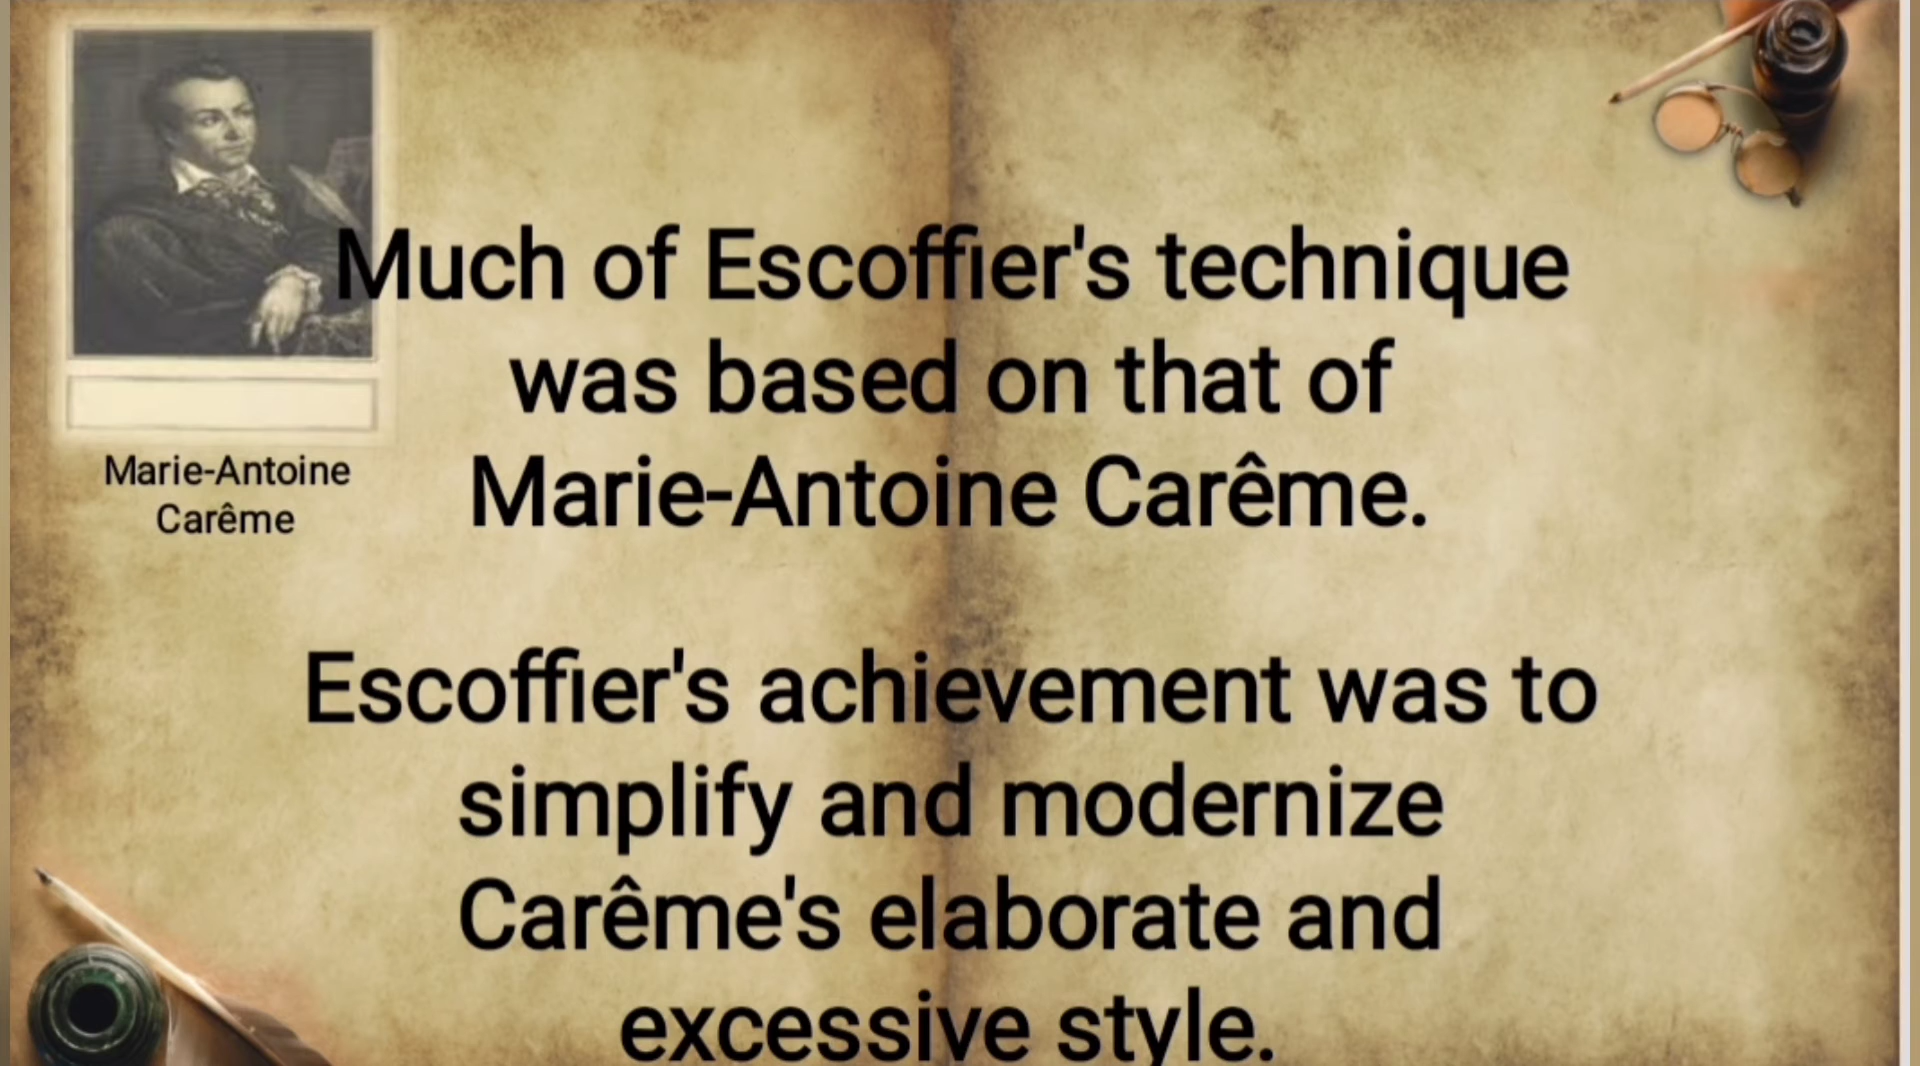 Marie-Antoine
Carême
Much of Escoffier's technique
was based on that of
Marie-Antoine Carême.
Escoffier's achievement was to
simplify and modernize
Carême's elaborate and
excessive style.